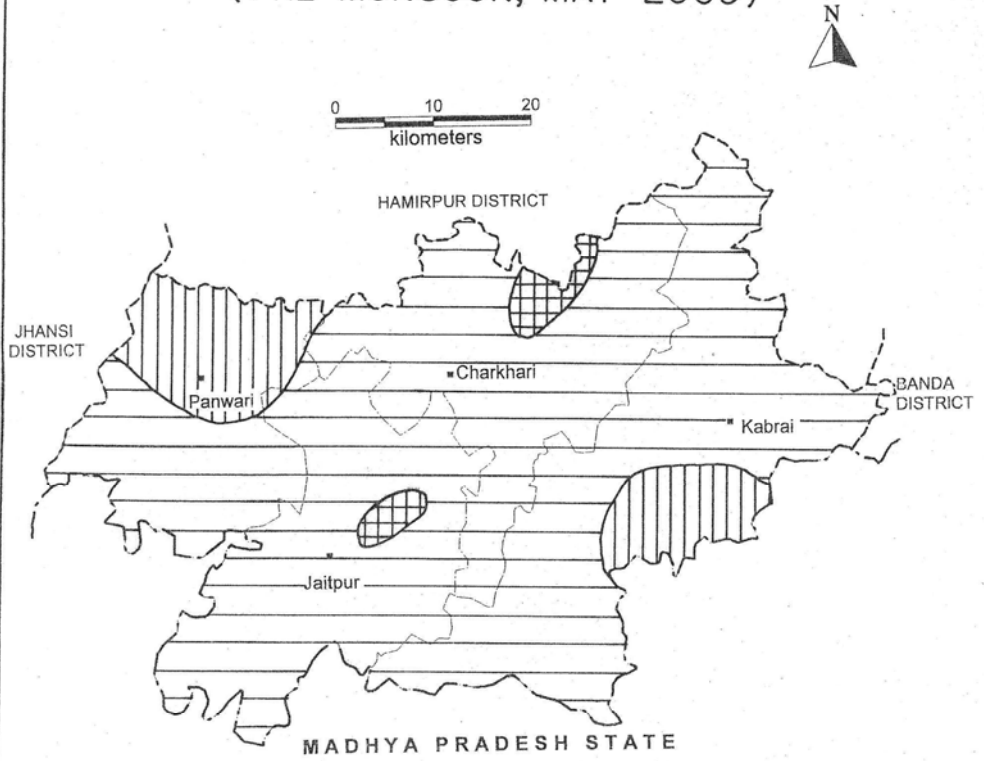 N
0 10 20
kilometers
HAMIRPUR DISTRICT
JHANSI
DISTRICT
Charkhari
Panwari
BANDA
DISTRICT
Kabrai
Jaitpur
MADHYA PRADESH STATE